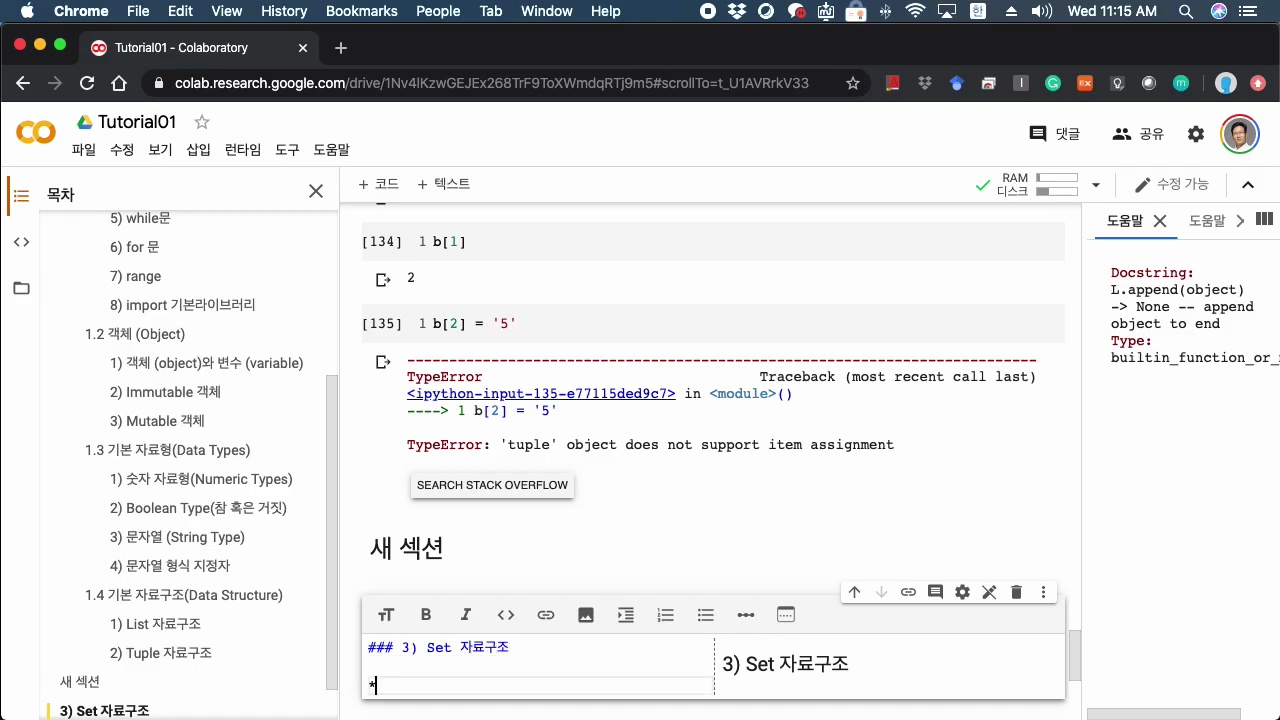 Chrome File Edit View History Bookmarks People Tab Window Help 한 Wed 11:15 AM
Tutorial01 - Colaboratory
colab.research.google.com/drive/1Nv4lKzwGEJEx268TrF9ToXWmdqRTj9m5#scrollTo=t_U1AVRrkV33
Tutorial01
댓글 공유
파일 수정 보기 삽입 런타임 도구 도움말
목차
+ 코드 + 텍스트
RAM
디스크
수정 가능
5) while문
6) for 문
7) range
8) import 기본라이브러리
1.2 객체 (Object)
1) 객체 (object)와 변수 (variable)
2) Immutable 객체
3) Mutable 객체
1.3 기본 자료형(Data Types)
1) 숫자 자료형(Numeric Types)
2) Boolean Type(참 혹은 거짓)
3) 문자열 (String Type)
4) 문자열 형식 지정자
1.4 기본 자료구조(Data Structure)
1) List 자료구조
2) Tuple 자료구조
새 섹션
3) Set 자료구조
[134] 1 b[1]
2
[135] 1 b[2] = '5'
---------------------------------------------------------------------------
TypeError Traceback (most recent call last)
<ipython-input-135-e77115ded9c7> in <module>()
----> 1 b[2] = '5'
TypeError: 'tuple' object does not support item assignment
SEARCH STACK OVERFLOW
새 섹션
### 3) Set 자료구조
*
3) Set 자료구조
도움말 도움말
Docstring:
L.append(object)
-> None -- append
object to end
Type:
builtin_function_or_